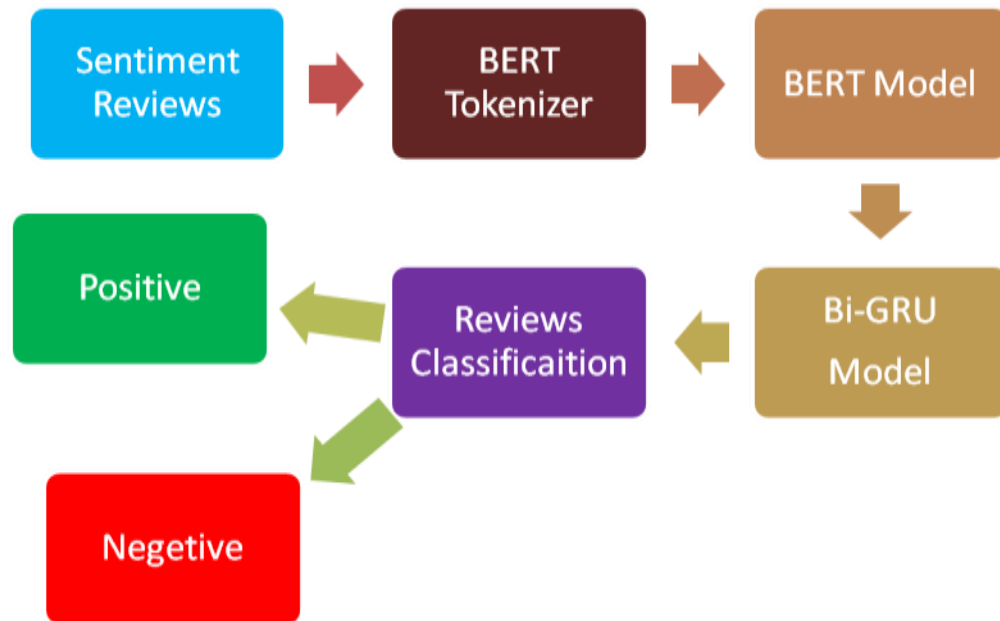 Sentiment
Reviews
BERT
Tokenizer
BERT Model
Bi-GRU
Model
Reviews
Classificaition
Positive
Negetive